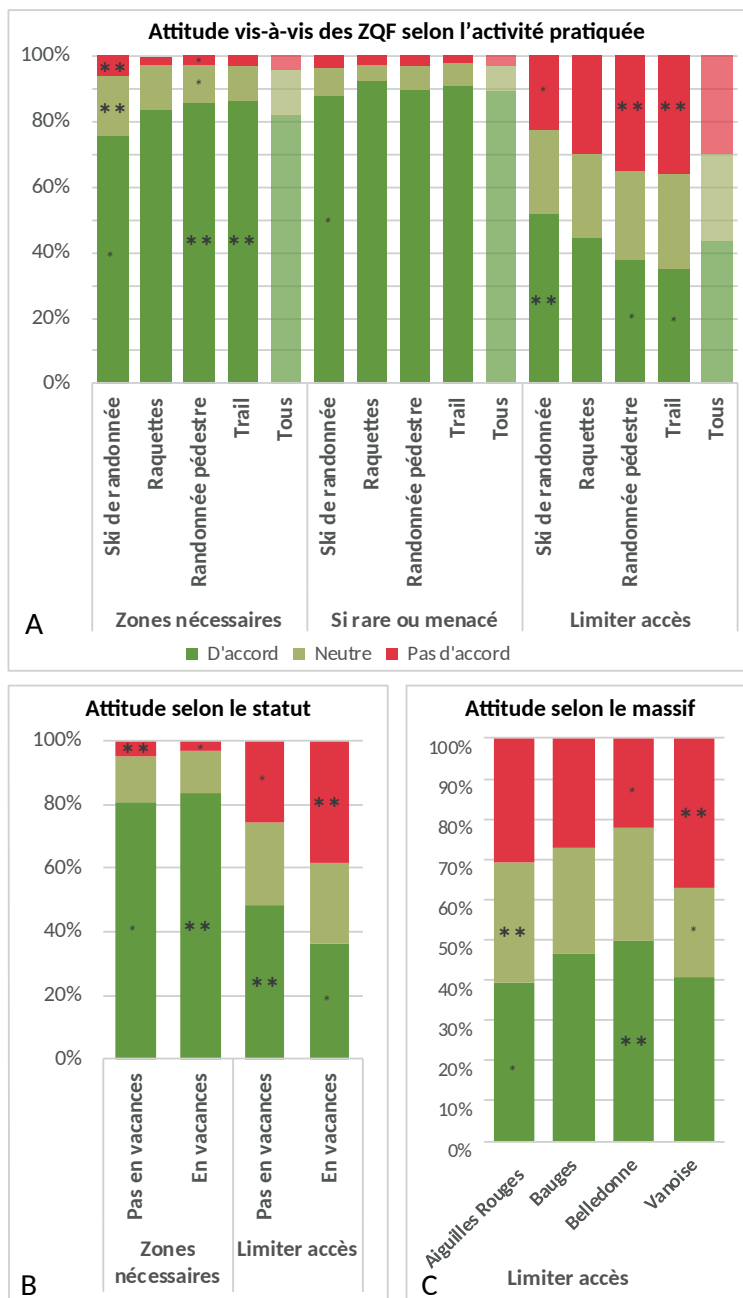 Attitude vis-à-vis des ZQF selon l'activité pratiquée
100%
80%
60%
40%
20%
0%
** ** * * * ** ** * * ** ** ** * *
Ski de randonnée
Raquettes
Randonnée pédestre
Trail
Tous
Ski de randonnée
Raquettes
Randonnée pédestre
Trail
Tous
Ski de randonnée
Raquettes
Randonnée pédestre
Trail
Tous
Zones nécessaires
Si rare ou menacé
Limiter accès
A
D'accord Neutre Pas d'accord
Attitude selon le statut
100%
80%
60%
40%
20%
0%
** * * ** * ** ** *
Pas en vacances
En vacances
Pas en vacances
En vacances
Zones
nécessaires
Limiter accès
B
Attitude selon le massif
100%
90%
80%
70%
60%
50%
40%
30%
20%
10%
0%
** * * ** ** *
Aiguilles Rouges
Bauges
Belledonne
Vanoise
Limiter accès
C